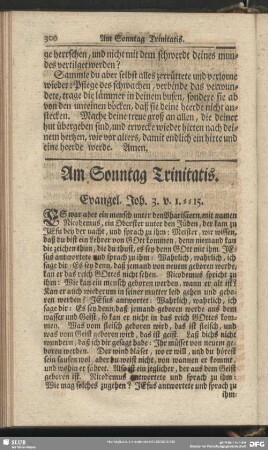 300 Am Sonntag Trinitatis.
ge herrschen, und nicht mit dem schwerdt deines mun-
des vertilget werden?
Sammle du aber selbst alles zerrüttete und verlorne
wieder: Pflege des schwachen, verbinde das verwun-
dete, trage die lämmer in deinem busen, sondere sie ab
von den unreinen böcken, daß sie deine heerde nicht an-
stecken. Mache deine treue groß an allen, die deiner
hut übergeben sind, und erwecke wieder hirten nach dei-
nem hertzen, wie vor alters, damit endlich ein hirte und
eine heerde werde. Amen.
Am Sonntag Trinitatis.
Evangel. Joh. 3. v. 1.-15.
ES war aber ein mensch unter den Pharisäern, mit namen
Nicodemus, ein Oberster unter den Jüden, der kam zu
JEsu bey der nacht, und sprach zu ihm: Meister, wir wissen,
daß du bist ein Lehrer von GOtt kommen, denn niemand kan
die zeichen thun, die du thust, es sey denn GOtt mit ihm. JE-
sus antwortete und sprach zu ihm: Wahrlich, wahrlich, ich
sage dir: Es sey denn, daß jemand von neuem geboren werde,
kan er das reich GOttes nicht sehen. Nicodemus spricht zu
ihm: Wie kan ein mensch geboren werden, wann er alt ist?
Kan er auch wiederum in seiner mutter leib gehen und gebo-
ren werden? JEsus antwortet: Wahrlich, wahrlich, ich
sage dir: Es sey denn, daß jemand geboren werde aus dem
wasser und Geist, so kan er nicht in das reich GOttes kom-
men. Was vom fleisch geboren wird, das ist fleisch, und
was vom Geist geboren wird, das ist geist. Laß dichs nicht
wundern, daß ich dir gesagt habe: Ihr müsset von neuem ge-
boren werden. Der wind bläset, wo er will, und du hörest
sein sausen wol, aber du weist nicht, von wannen er kommt,
und wohin er fähret. Also ist ein jeglicher, der aus dem Geist
geboren ist. Nicodemus antwortete und sprach zu ihm:
Wie mag solches zugehen? JEsus antwortete und sprach zu
ihm:
SLUB
DFG